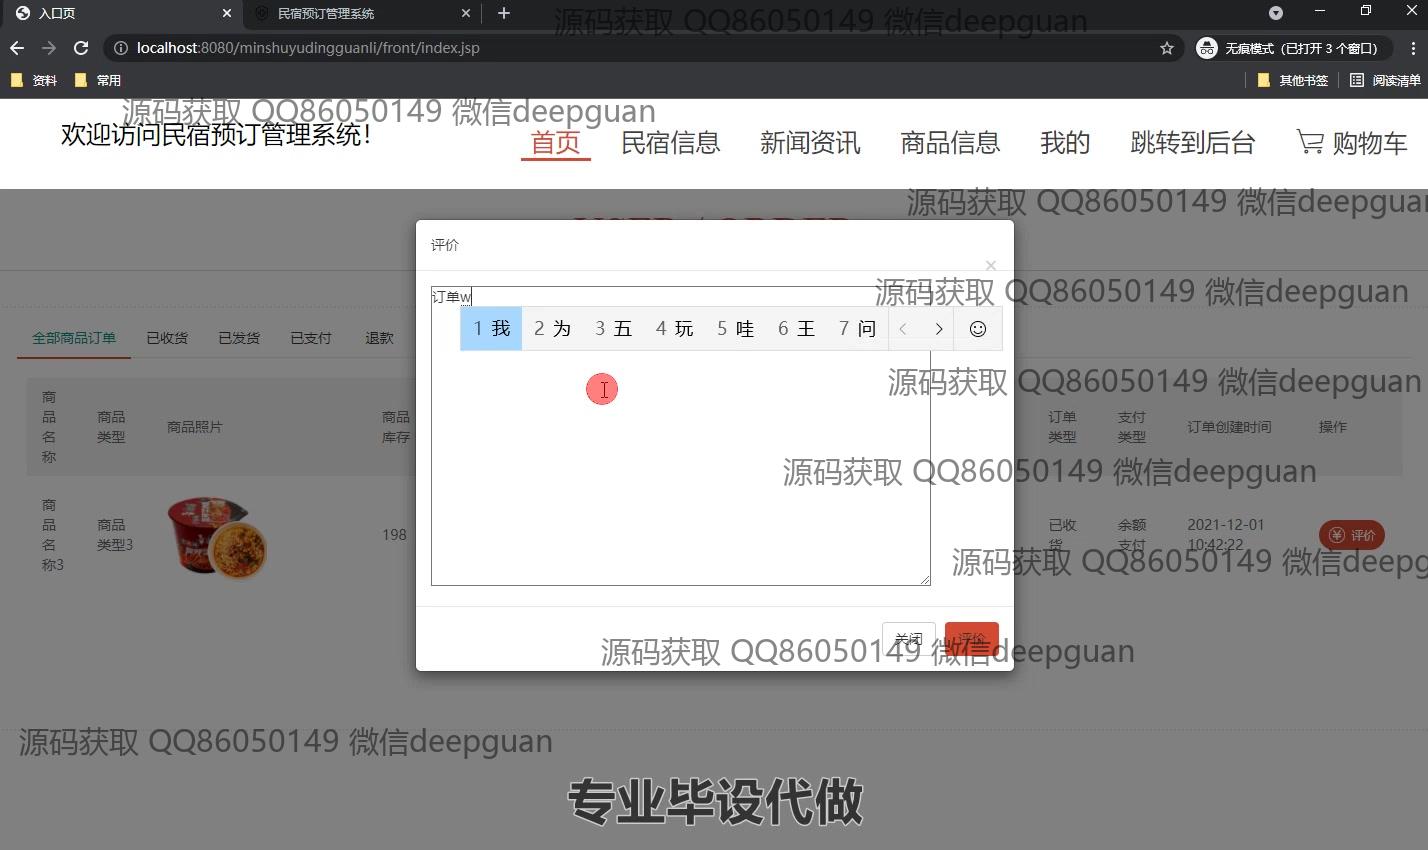 入口页
民宿预订管理系统
localhost:8080/minshuyudingguanli/front/index.jsp
无痕模式（已打开 3 个窗口）
资料
常用
其他书签
阅读清单
源码获取 QQ86050149 微信deepguan
源码获取 QQ86050149 微信deepguan
欢迎访问民宿预订管理系统！
首页 民宿信息 新闻资讯 商品信息 我的 跳转到后台 购物车
源码获取 QQ86050149 微信deepguan
USER / ORDER
评价
×
源码获取 QQ86050149 微信deepguan
订单w
1 我 2 为 3 五 4 玩 5 哇 6 王 7 问
全部商品订单 已收货 已发货 已支付 退款
源码获取 QQ86050149 微信deepguan
商品名称
商品类型
商品照片
商品库存
订单类型
支付类型
订单创建时间
操作
源码获取 QQ86050149 微信deepguan
商品名称3
商品类型3
198
已收货
余额支付
2021-12-01
10:42:22
评价
源码获取 QQ86050149 微信deepg
关闭
评价
源码获取 QQ86050149 微信deepguan
源码获取 QQ86050149 微信deepguan
专业毕设代做